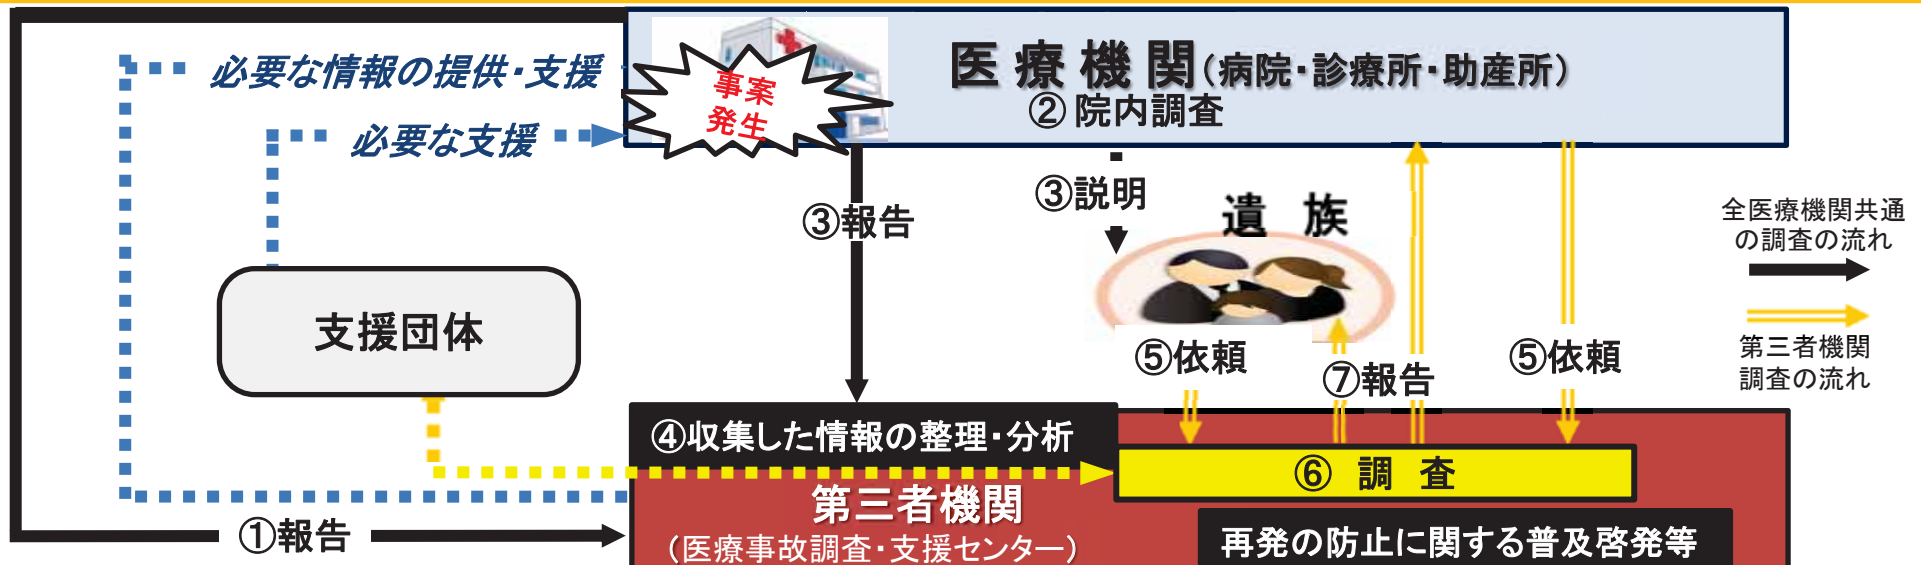 必要な情報の提供・支援
必要な支援
事案
発生
医療機関（病院・診療所・助産所）
②院内調査
③報告
③説明
遺 族
全医療機関共通
の調査の流れ
第三者機関
調査の流れ
支援団体
⑤依頼
⑦報告
⑤依頼
④収集した情報の整理・分析
⑥ 調 査
第三者機関
（医療事故調査・支援センター）
①報告
再発の防止に関する普及啓発等